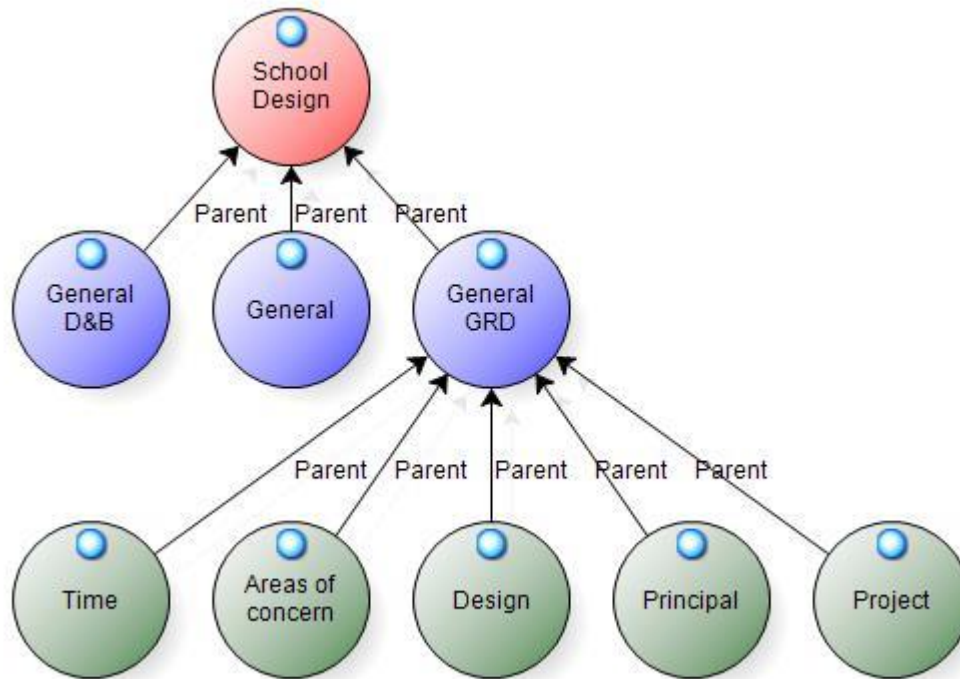 School
Design
Parent Parent Parent
General
D&B
General
General
GRD
Parent Parent Parent Parent Parent
Time
Areas of
concern
Design
Principal
Project